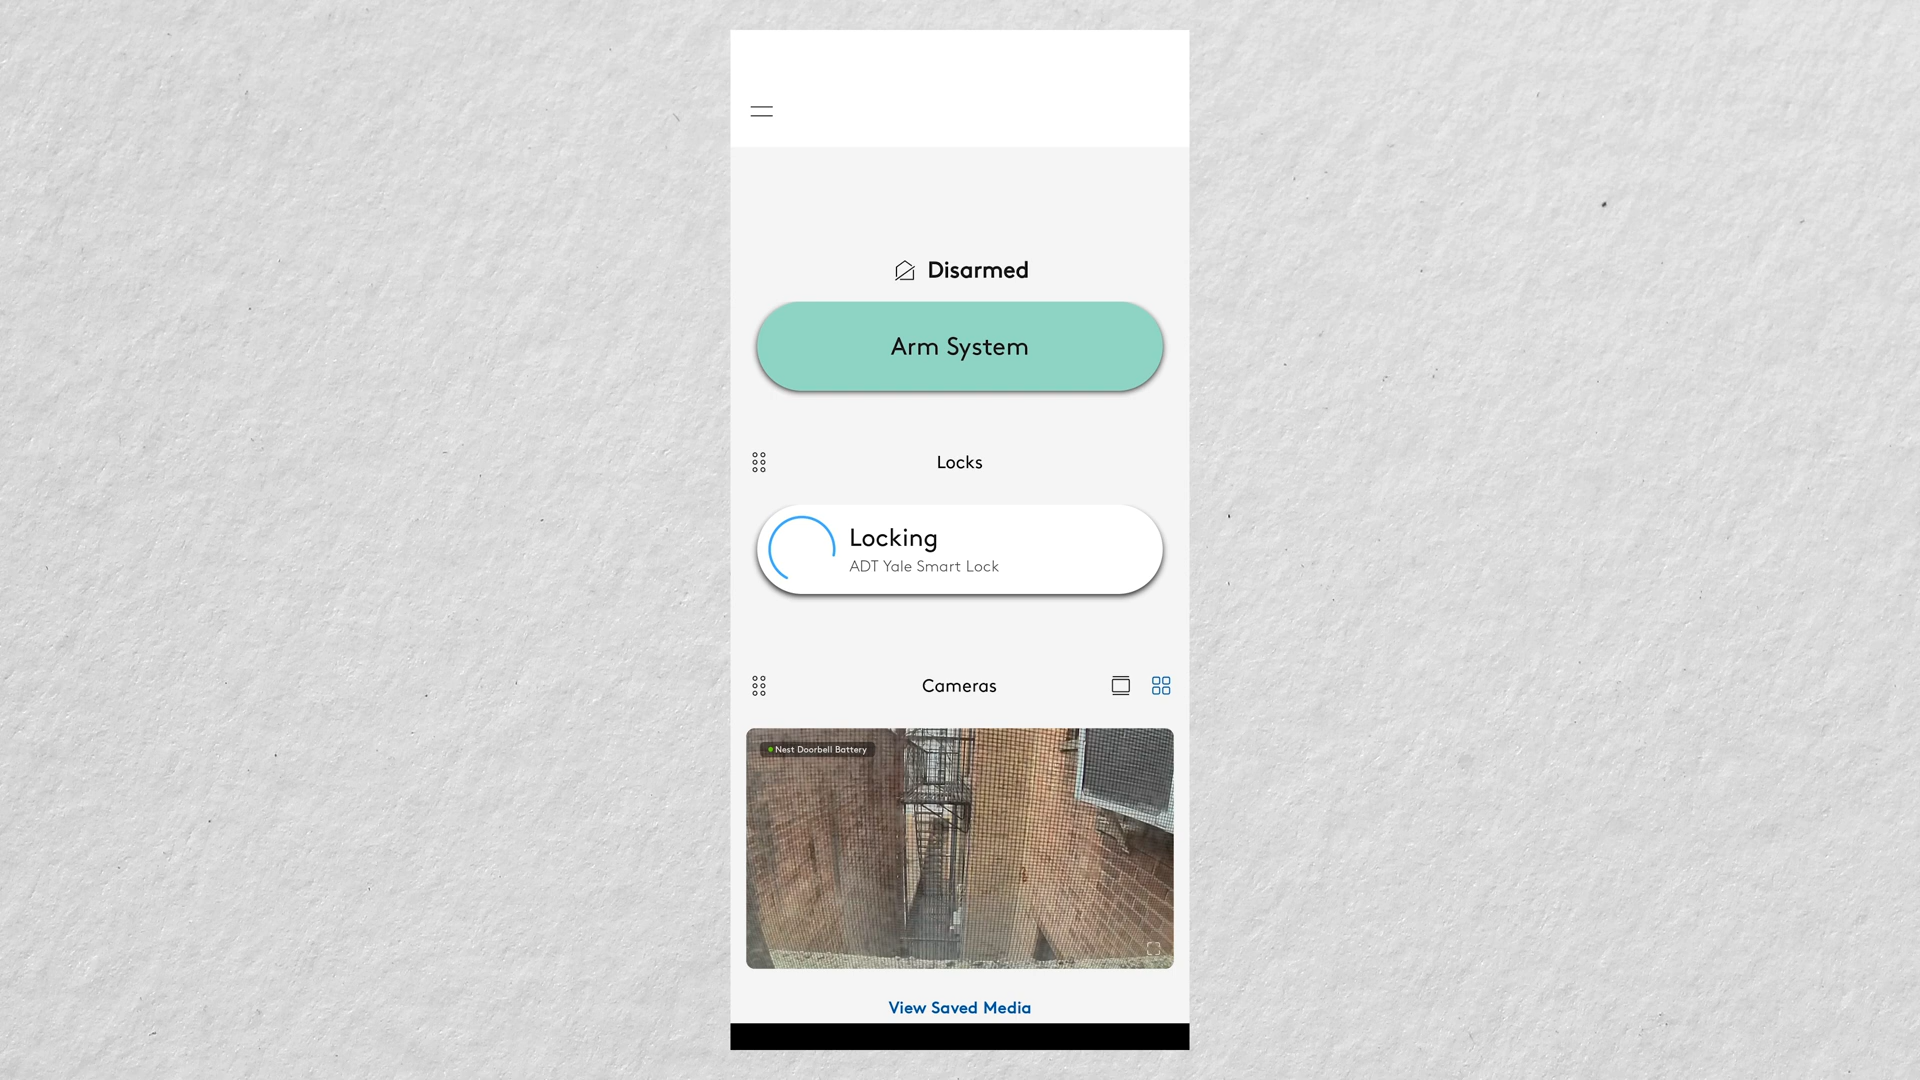 Disarmed
Arm System
Locks
Locking
ADT Yale Smart Lock
Cameras
Nest Doorbell Battery
View Saved Media